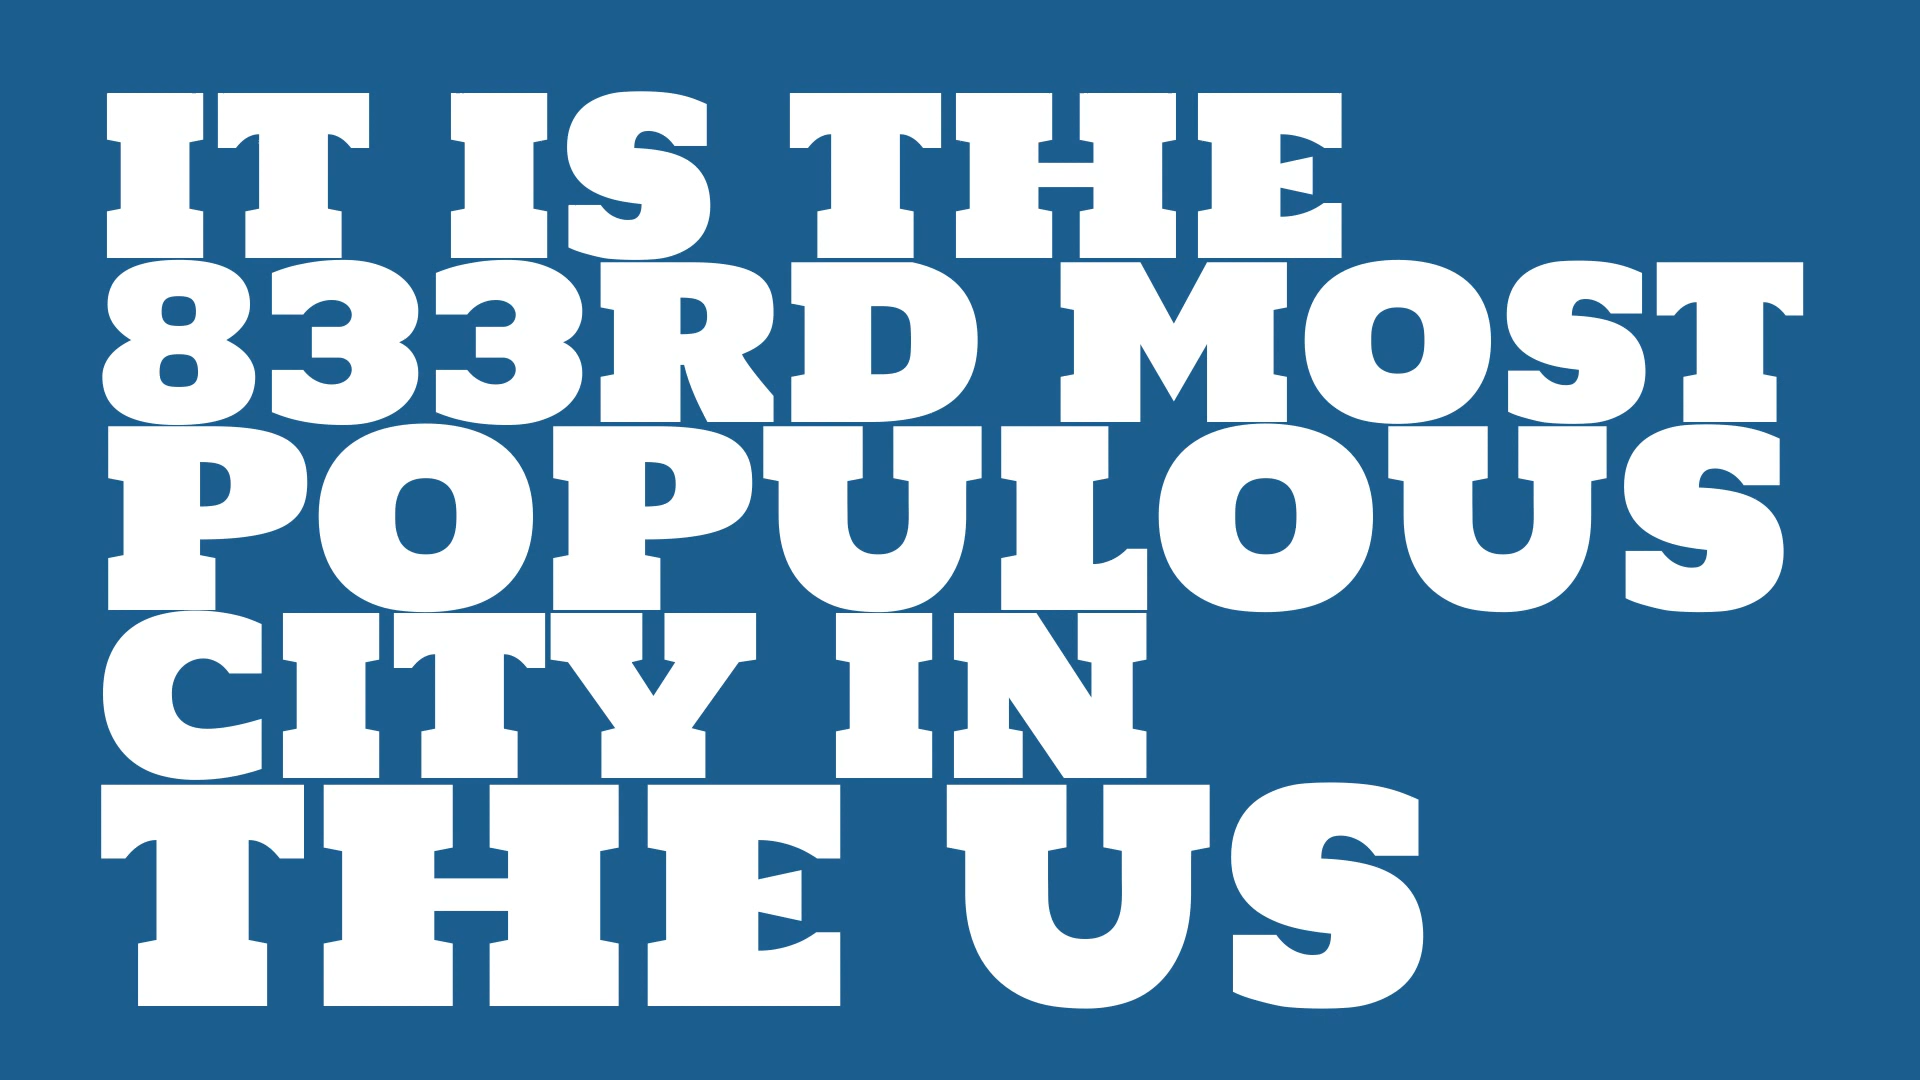 IT IS THE
833RD MOST
POPULOUS
CITY IN
THE US